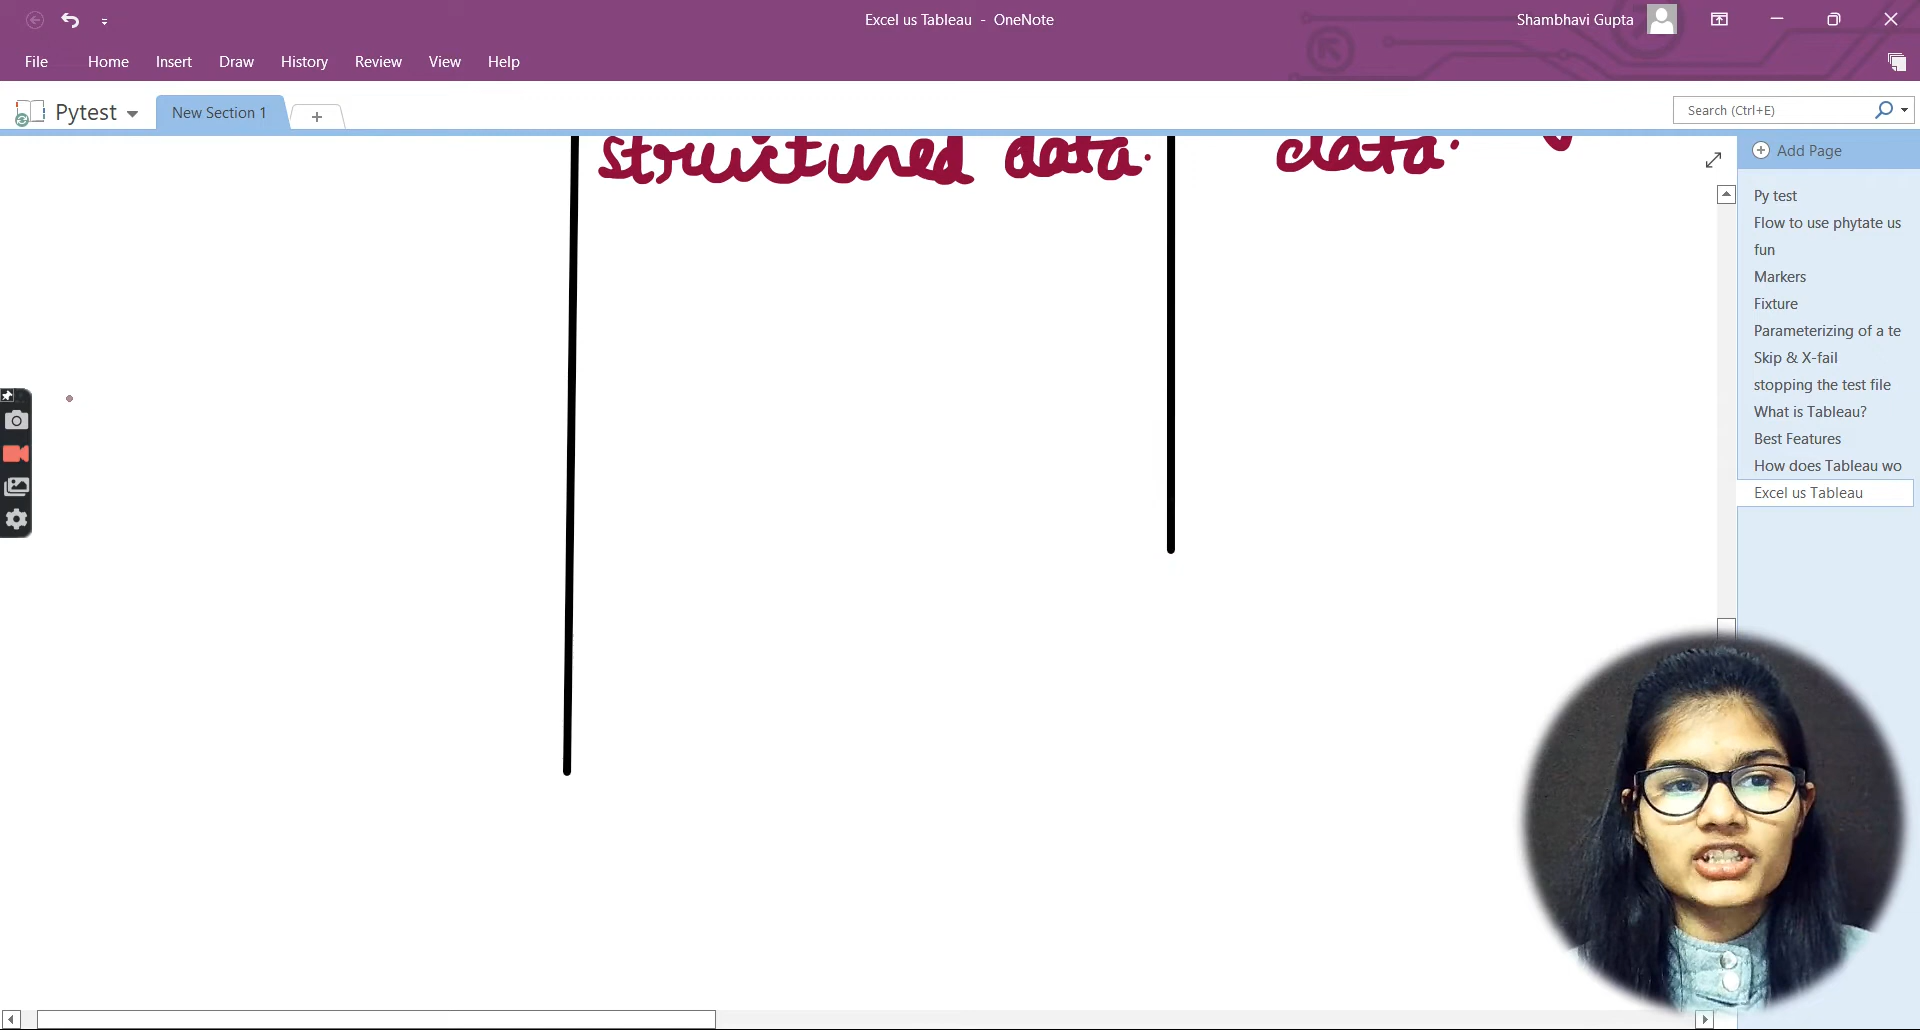 Excel us Tableau - OneNote
Shambhavi Gupta
File Home Insert Draw History Review View Help
Pytest
New Section 1
+
Search (Ctrl+E)
structured data.
data.
Add Page
Py test
Flow to use phytate us
fun
Markers
Fixture
Parameterizing of a te
Skip & X-fail
stopping the test file
What is Tableau?
Best Features
How does Tableau wo
Excel us Tableau